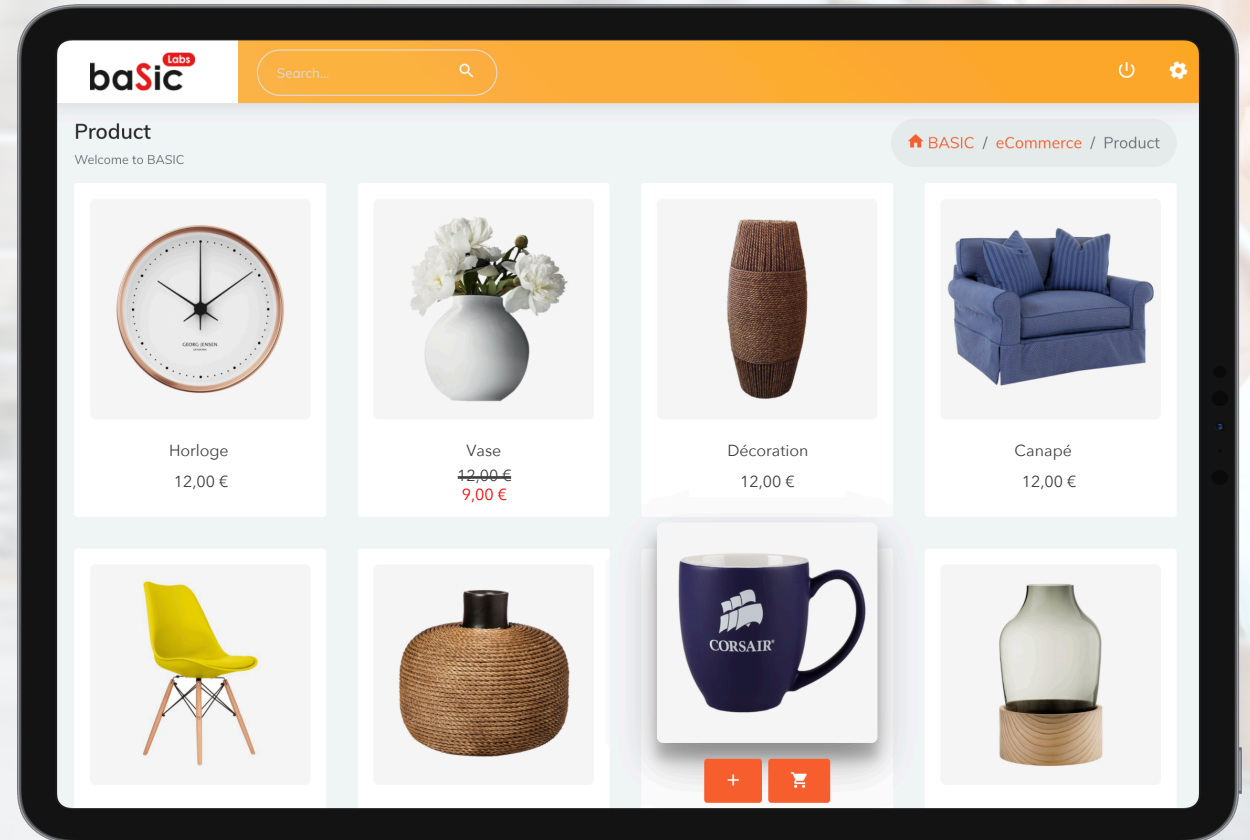 baSic Labs
Search...
Product
Welcome to BASIC
BASIC / eCommerce / Product
GEORG JENSEN
Horloge
12,00 €
Vase
12,00 €
9,00 €
Décoration
12,00 €
Canapé
12,00 €
CORSAIR®